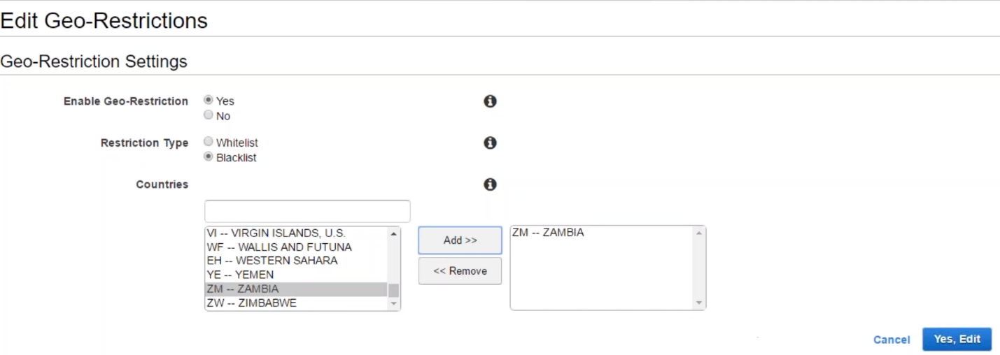 Edit Geo-Restrictions
Geo-Restriction Settings
Enable Geo-Restriction
Yes
No
Restriction Type
Whitelist
Blacklist
Countries
VI -- VIRGIN ISLANDS, U.S.
WF -- WALLIS AND FUTUNA
EH -- WESTERN SAHARA
YE -- YEMEN
ZM -- ZAMBIA
ZW -- ZIMBABWE
Add >>
<< Remove
ZM -- ZAMBIA
Cancel
Yes, Edit